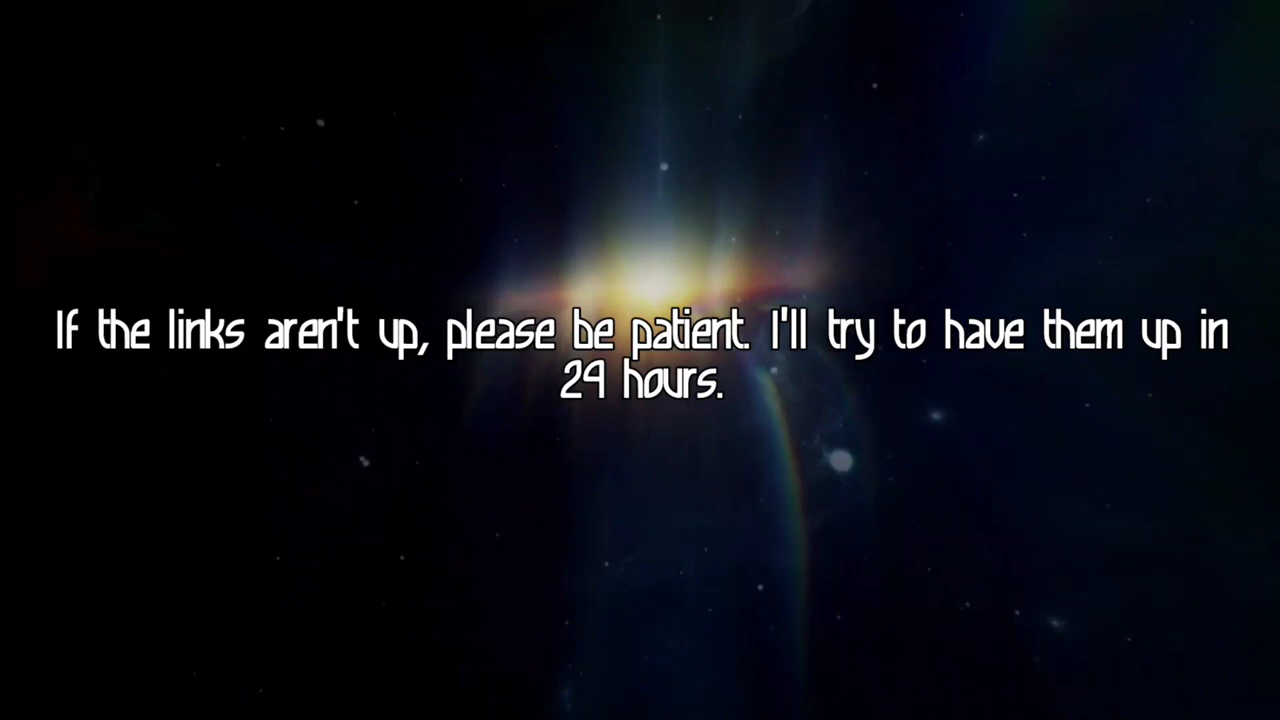 If the links aren't up, please be patient. I'll try to have them up in
24 hours.